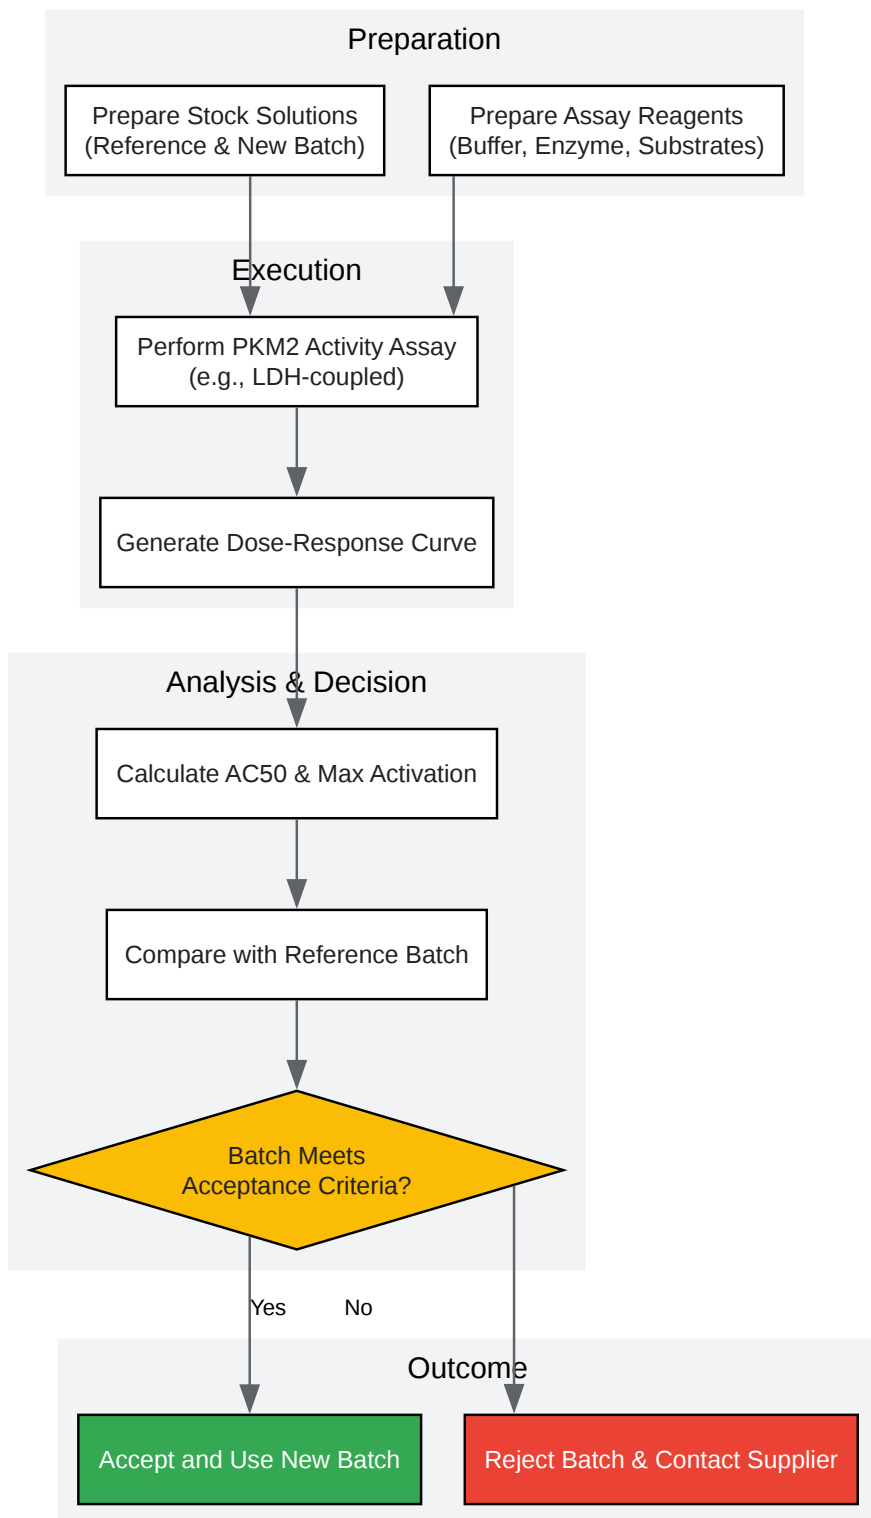 Preparation
Prepare Stock Solutions
(Reference & New Batch)
Prepare Assay Reagents
(Buffer, Enzyme, Substrates)
Execution
Perform PKM2 Activity Assay
(e.g., LDH-coupled)
Generate Dose-Response Curve
Analysis & Decision
Calculate AC50 & Max Activation
Compare with Reference Batch
Batch Meets
Acceptance Criteria?
Yes
No
Outcome
Accept and Use New Batch
Reject Batch & Contact Supplier